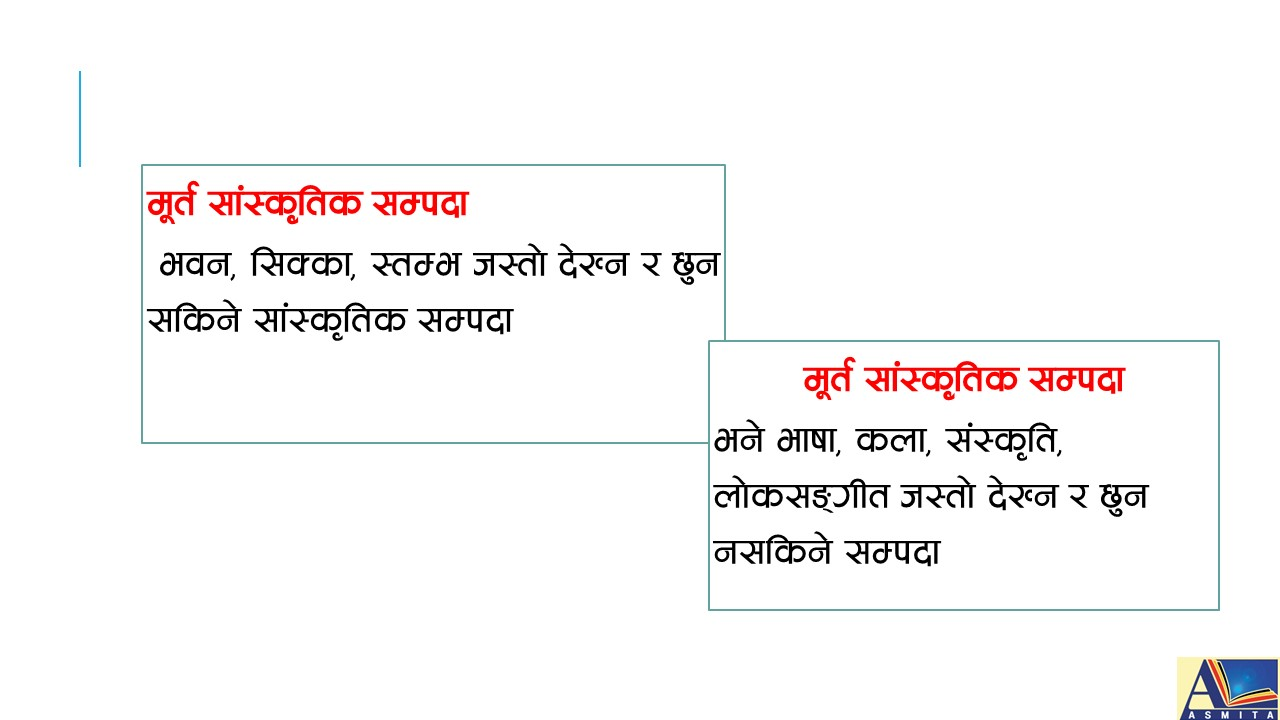 मूर्त सांस्कृतिक सम्पदा
भवन, सिक्का, स्तम्भ जस्तो देख्न र छुन
सकिने सांस्कृतिक सम्पदा
मूर्त सांस्कृतिक सम्पदा
भने भाषा, कला, संस्कृति,
लोकसङ्गीत जस्तो देख्न र छुन
नसकिने सम्पदा
ASMITA